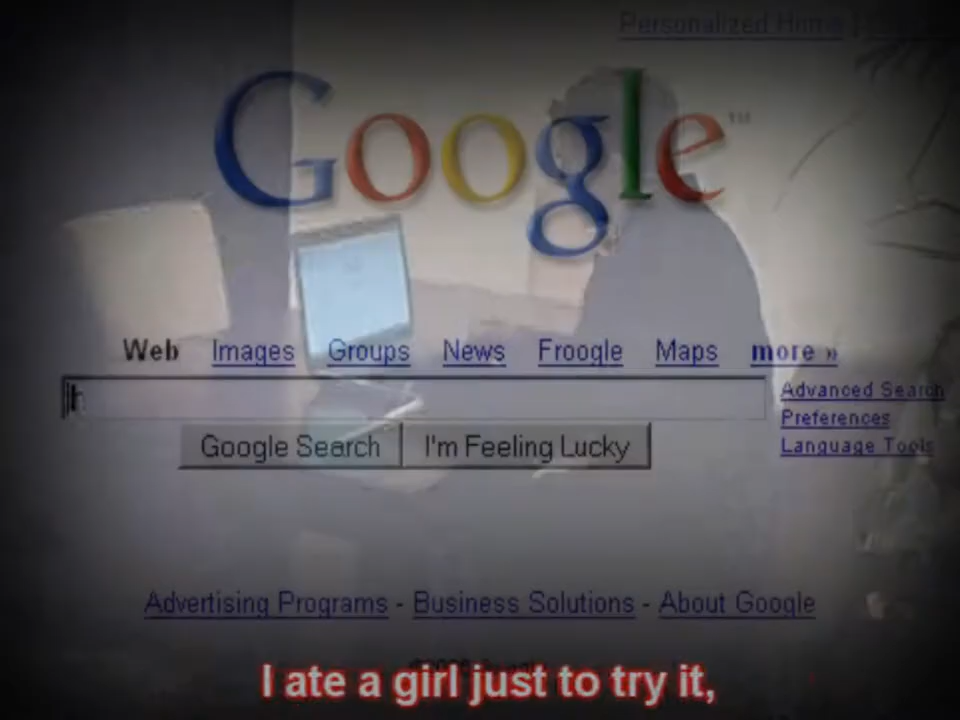 Personalized Home |
Google™
Web Images Groups News Froogle Maps more »
h
Advanced Search
Preferences
Language Tools
Google Search I'm Feeling Lucky
Advertising Programs - Business Solutions - About Google
I ate a girl just to try it,